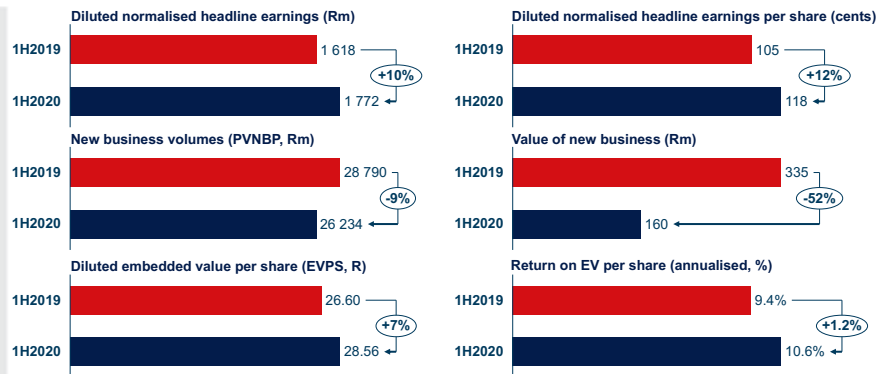 Diluted normalised headline earnings (Rm)
1H2019
1 618
+10%
1H2020
1 772
Diluted normalised headline earnings per share (cents)
1H2019
105
+12%
1H2020
118
New business volumes (PVNBP, Rm)
1H2019
28 790
-9%
1H2020
26 234
Value of new business (Rm)
1H2019
335
-52%
1H2020
160
Diluted embedded value per share (EVPS, R)
1H2019
26.60
+7%
1H2020
28.56
Return on EV per share (annualised, %)
1H2019
9.4%
+1.2%
1H2020
10.6%